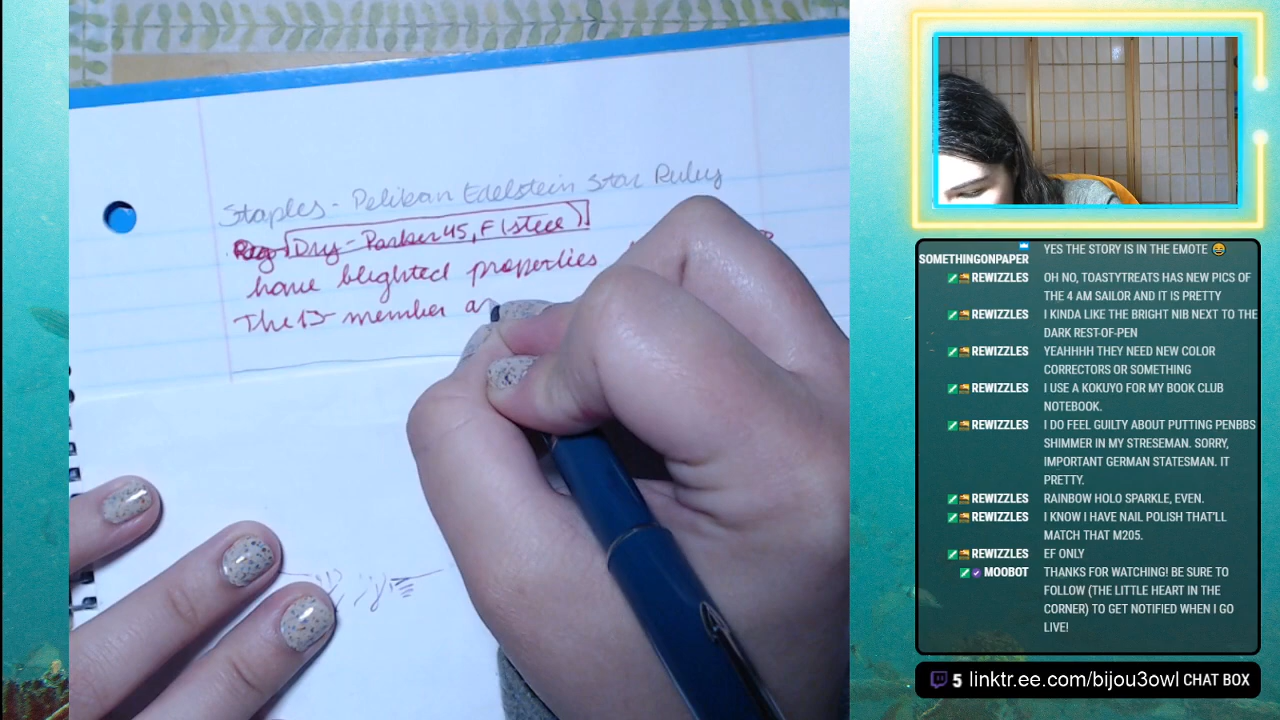 Staples - Pelikan Edelstein Star Ruby
Dry - Parker 45, F (steel)
have blighted properties
The 13 member
YES THE STORY IS IN THE EMOTE 😆
SOMETHINGONPAPER
REWIZZLES OH NO, TOASTYTREATS HAS NEW PICS OF
THE 4 AM SAILOR AND IT IS PRETTY
REWIZZLES I KINDA LIKE THE BRIGHT NIB NEXT TO THE
DARK REST-OF-PEN
REWIZZLES YEAHHHH THEY NEED NEW COLOR
CORRECTORS OR SOMETHING
REWIZZLES I USE A KOKUYO FOR MY BOOK CLUB
NOTEBOOK.
REWIZZLES I DO FEEL GUILTY ABOUT PUTTING PENBBS
SHIMMER IN MY STRESEMAN. SORRY,
IMPORTANT GERMAN STATESMAN. IT
PRETTY.
REWIZZLES RAINBOW HOLO SPARKLE, EVEN.
REWIZZLES I KNOW I HAVE NAIL POLISH THAT'LL
MATCH THAT M205.
REWIZZLES EF ONLY
MOOBOT THANKS FOR WATCHING! BE SURE TO
FOLLOW (THE LITTLE HEART IN THE
CORNER) TO GET NOTIFIED WHEN I GO
LIVE!
5 linktr.ee.com/bijou3owl CHAT BOX